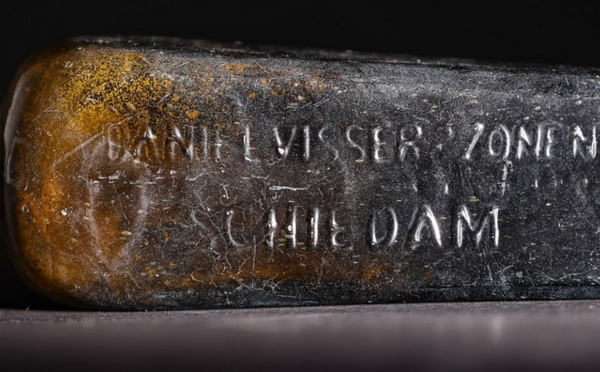 DANIEL VISSER & ZONEN
SCHIEDAM